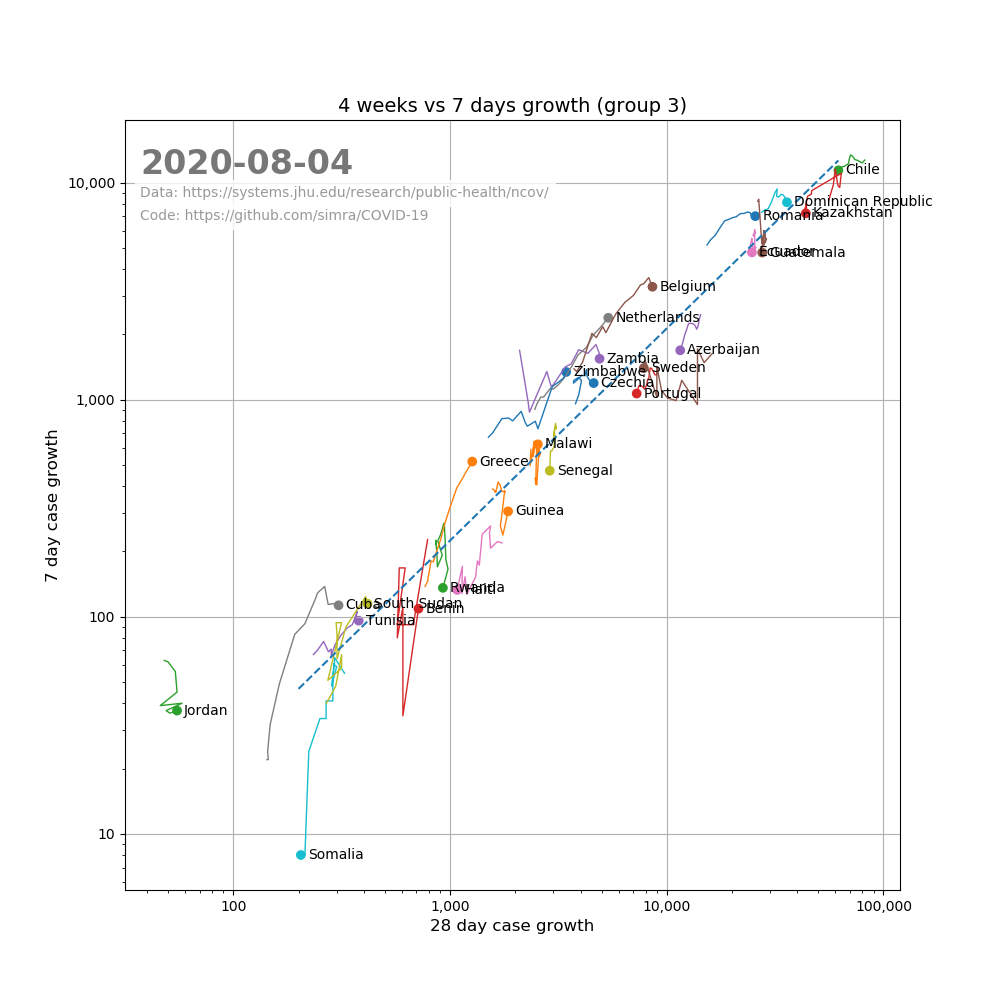 4 weeks vs 7 days growth (group 3)
2020-08-04
Data: https://systems.jhu.edu/research/public-health/ncov/
Code: https://github.com/simra/COVID-19
10,000
1,000
100
10
7 day case growth
Chile
Dominican Republic
Kazakhstan
Romania
Ecuador
Guatemala
Belgium
Netherlands
Azerbaijan
Zambia
Sweden
Zimbabwe
Czechia
Portugal
Malawi
Greece
Senegal
Guinea
Rwanda
Haiti
South Sudan
Cuba
Benin
Tunisia
Jordan
Somalia
100
1,000
10,000
100,000
28 day case growth